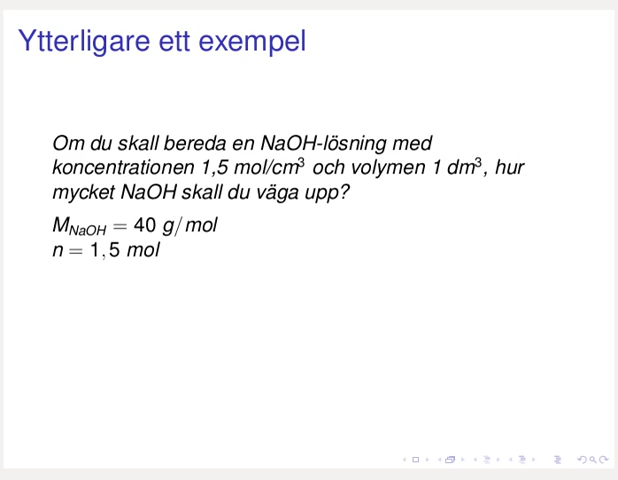 Ytterligare ett exempel
Om du skall bereda en NaOH-lösning med
koncentrationen 1,5 mol/cm³ och volymen 1 dm³, hur
mycket NaOH skall du väga upp?
M_NaOH = 40 g/mol
n = 1,5 mol